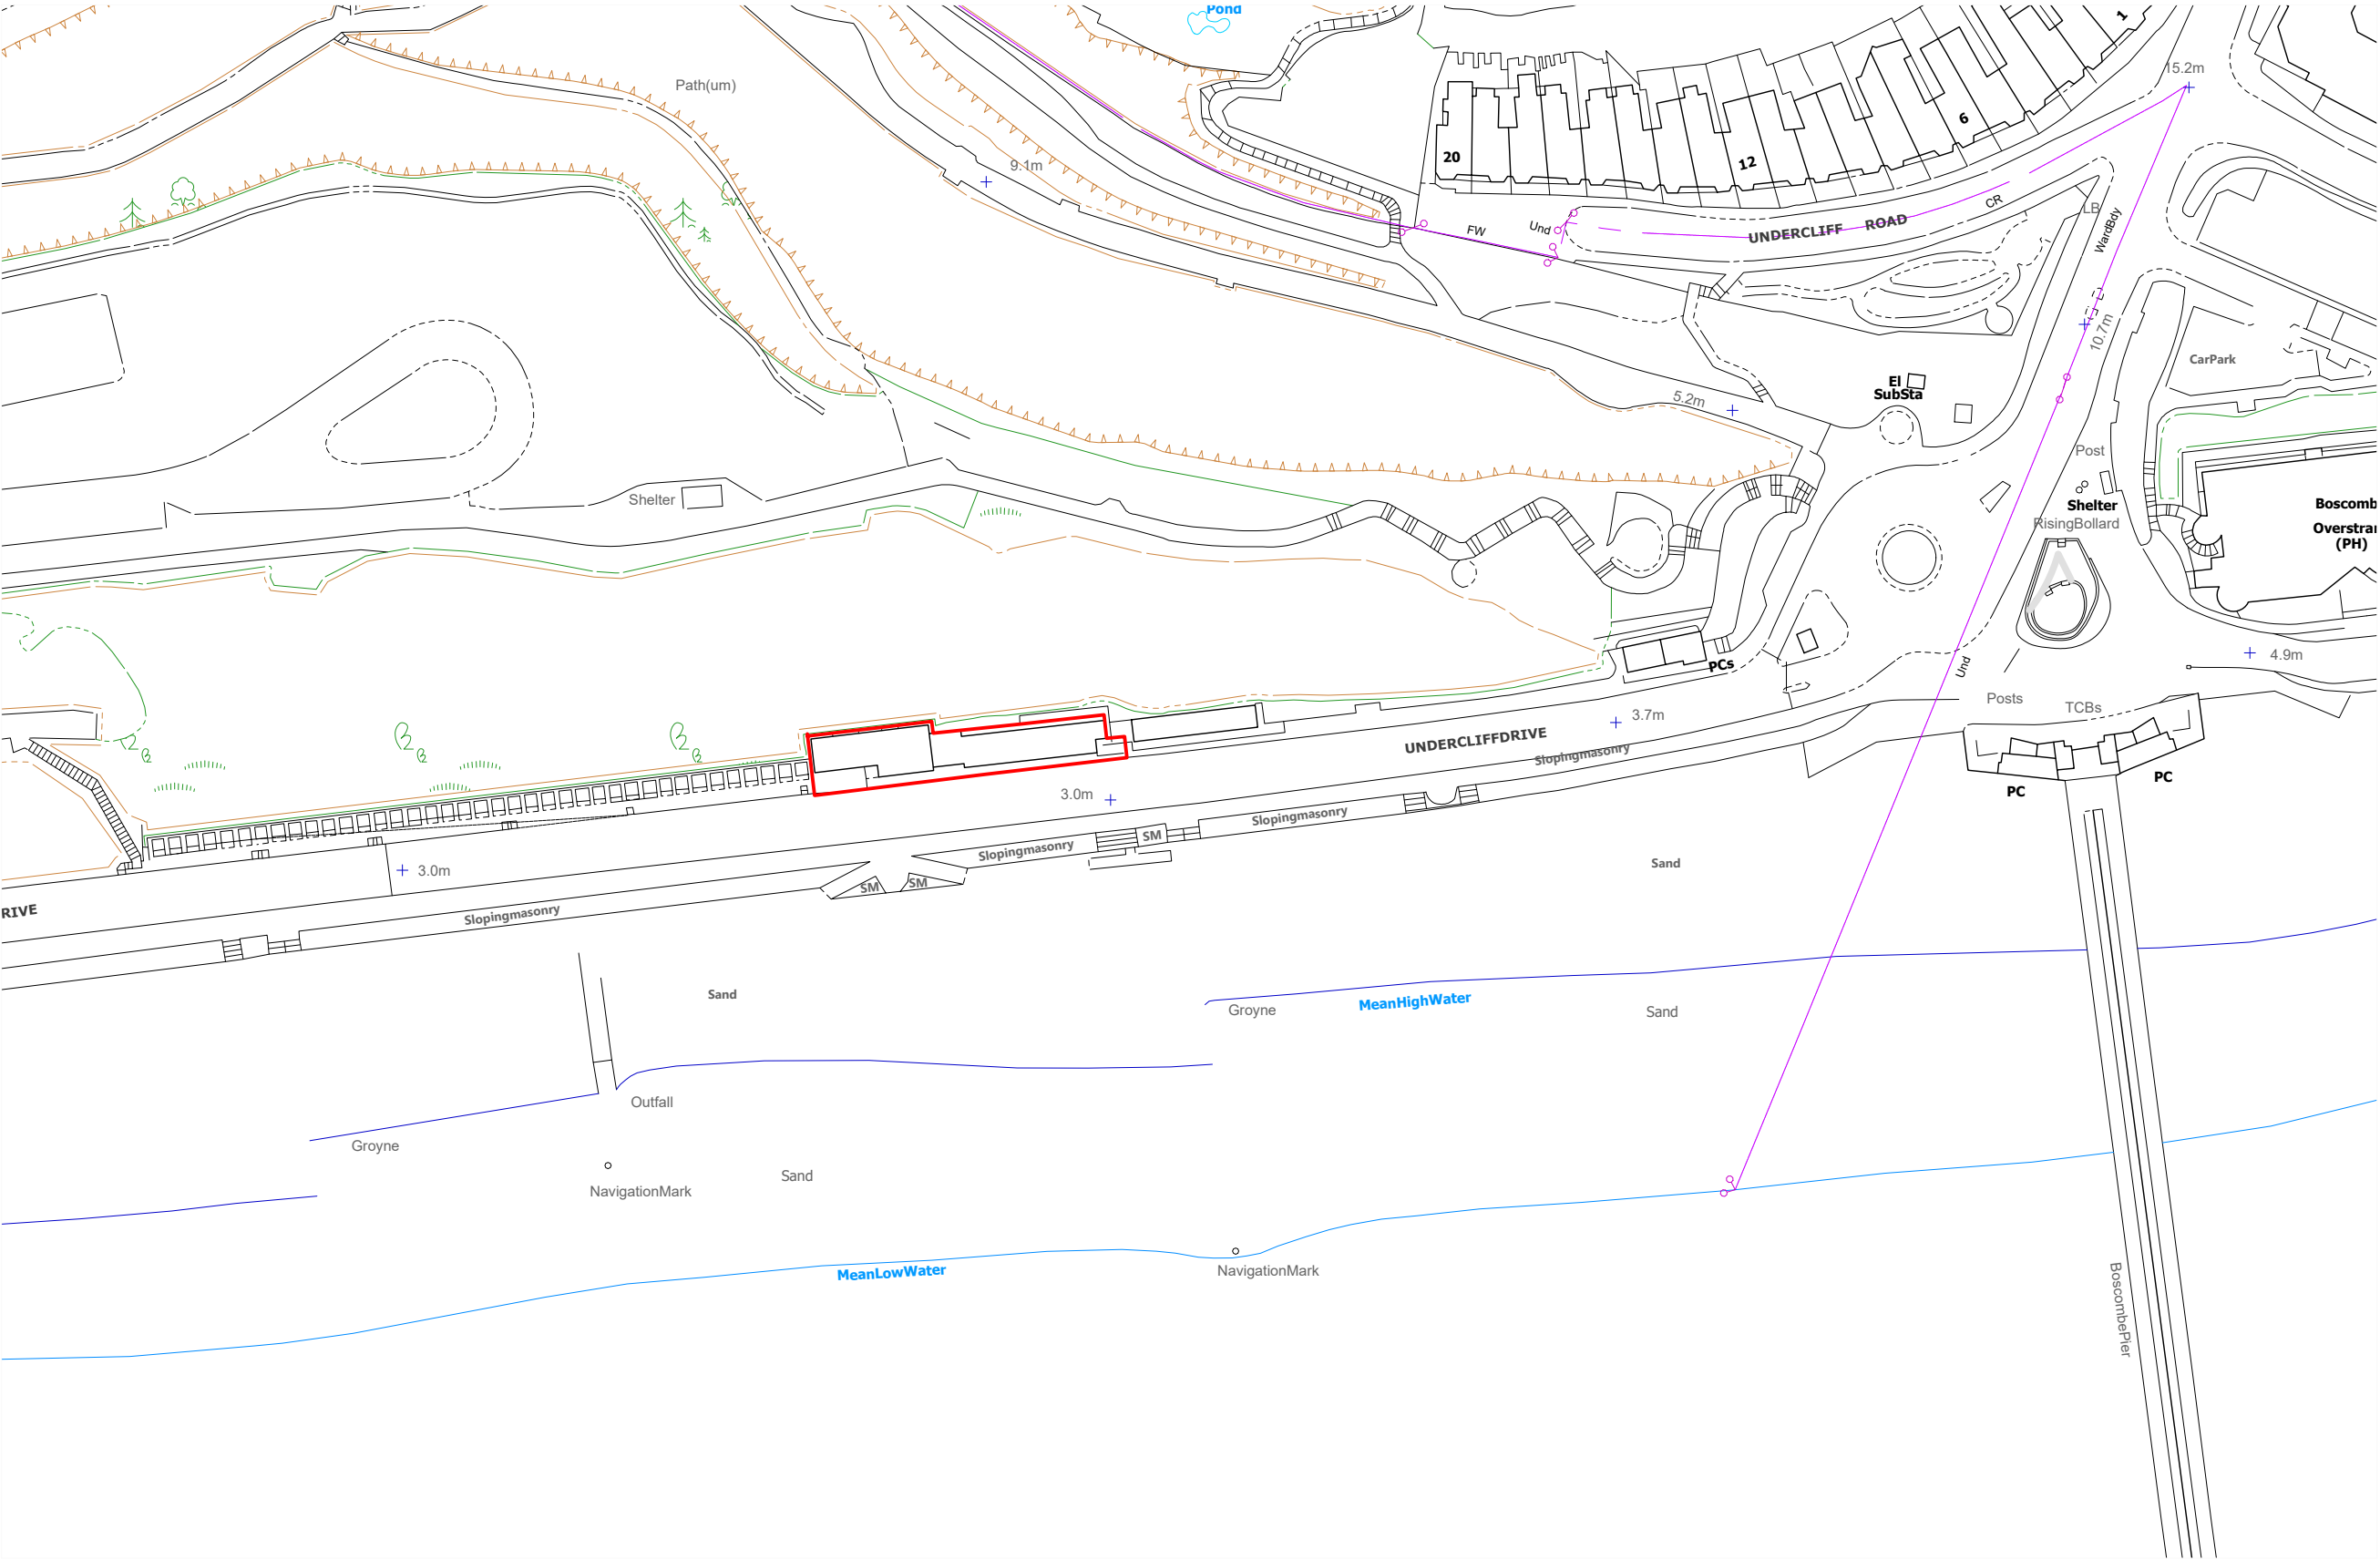 Pond
1
15.2m
Path(um)
6
20
12
9.1m
CR
LB
UNDERCLIFF ROAD
Und
FW
WardBdy
10.7m
CarPark
El
SubSta
5.2m
Post
Shelter
Shelter
RisingBollard
Boscomb
Overstra
(PH)
PCs
Und
4.9m
Posts
TCBs
3.7m
UNDERCLIFFDRIVE
Slopingmasonry
PC
PC
3.0m
Slopingmasonry
SM
Slopingmasonry
Sand
3.0m
SM
SM
RIVE
Slopingmasonry
Sand
MeanHighWater
Groyne
Sand
Outfall
Groyne
Sand
NavigationMark
MeanLowWater
NavigationMark
BoscombePier